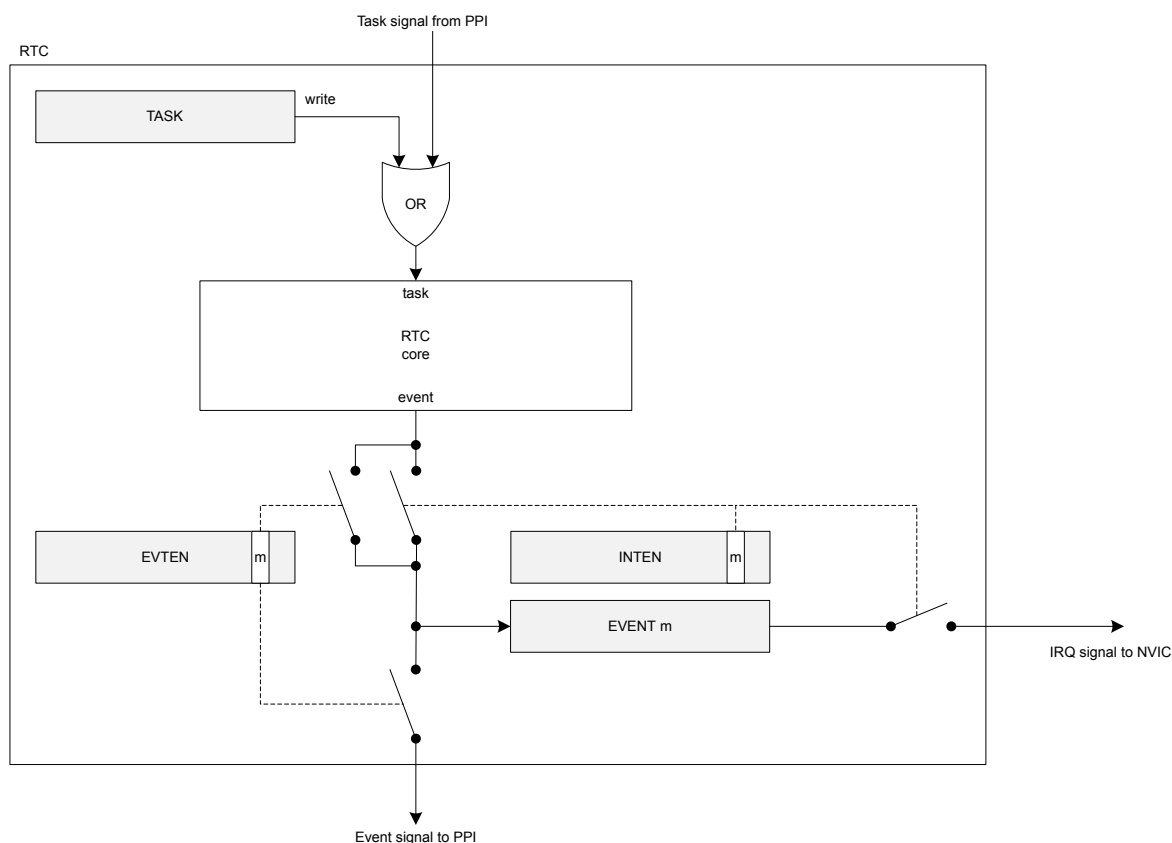 Task signal from PPI
RTC
TASK
write
OR
task
RTC
core
event
EVTEN
m
INTEN
m
EVENT m
IRQ signal to NVIC
Event signal to PPI